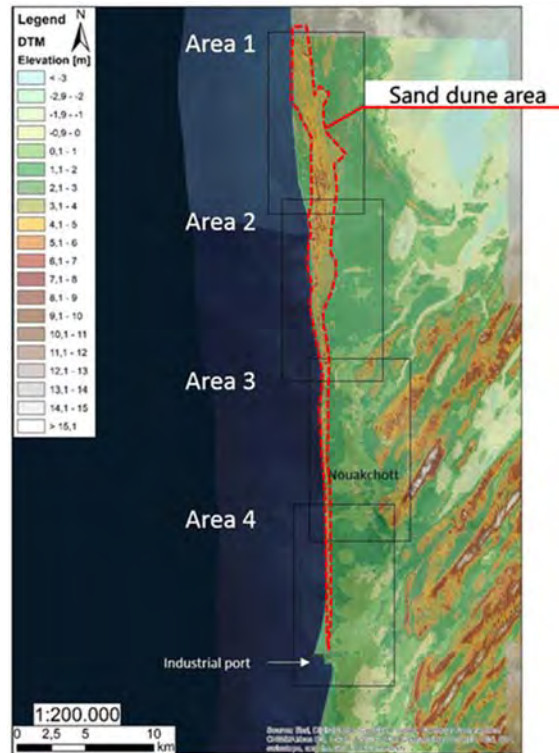 Legend
N
DTM
Elevation [m]
< -3
-2,9 - -2
-1,9 - -1
-0,9 - 0
0,1 - 1
1,1 - 2
2,1 - 3
3,1 - 4
4,1 - 5
5,1 - 6
6,1 - 7
7,1 - 8
8,1 - 9
9,1 - 10
10,1 - 11
11,1 - 12
12,1 - 13
13,1 - 14
14,1 - 15
> 15,1
Area 1
Sand dune area
Area 2
Area 3
Nouakchott
Area 4
Industrial port
1:200.000
0 2,5 5 10
km